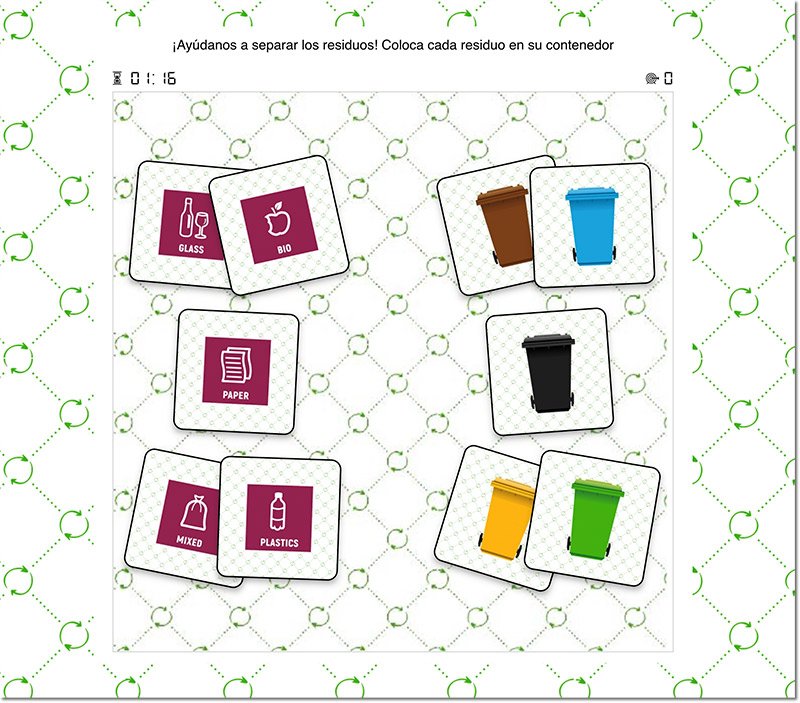 ¡Ayúdanos a separar los residuos! Coloca cada residuo en su contenedor
01:16
0
GLASS
BIO
PAPER
MIXED
PLASTICS